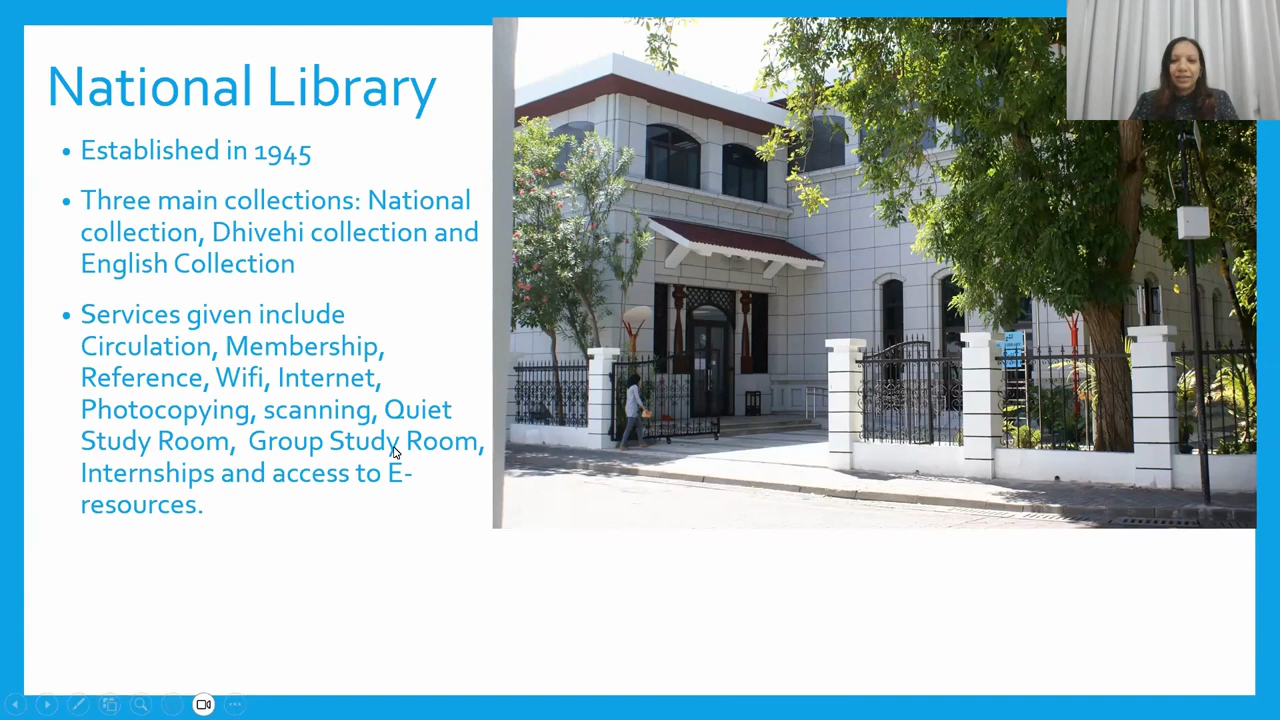 National Library
• Established in 1945
• Three main collections: National
collection, Dhivehi collection and
English Collection
• Services given include
Circulation, Membership,
Reference, Wifi, Internet,
Photocopying, scanning, Quiet
Study Room,  Group Study Room,
Internships and access to E-
resources.